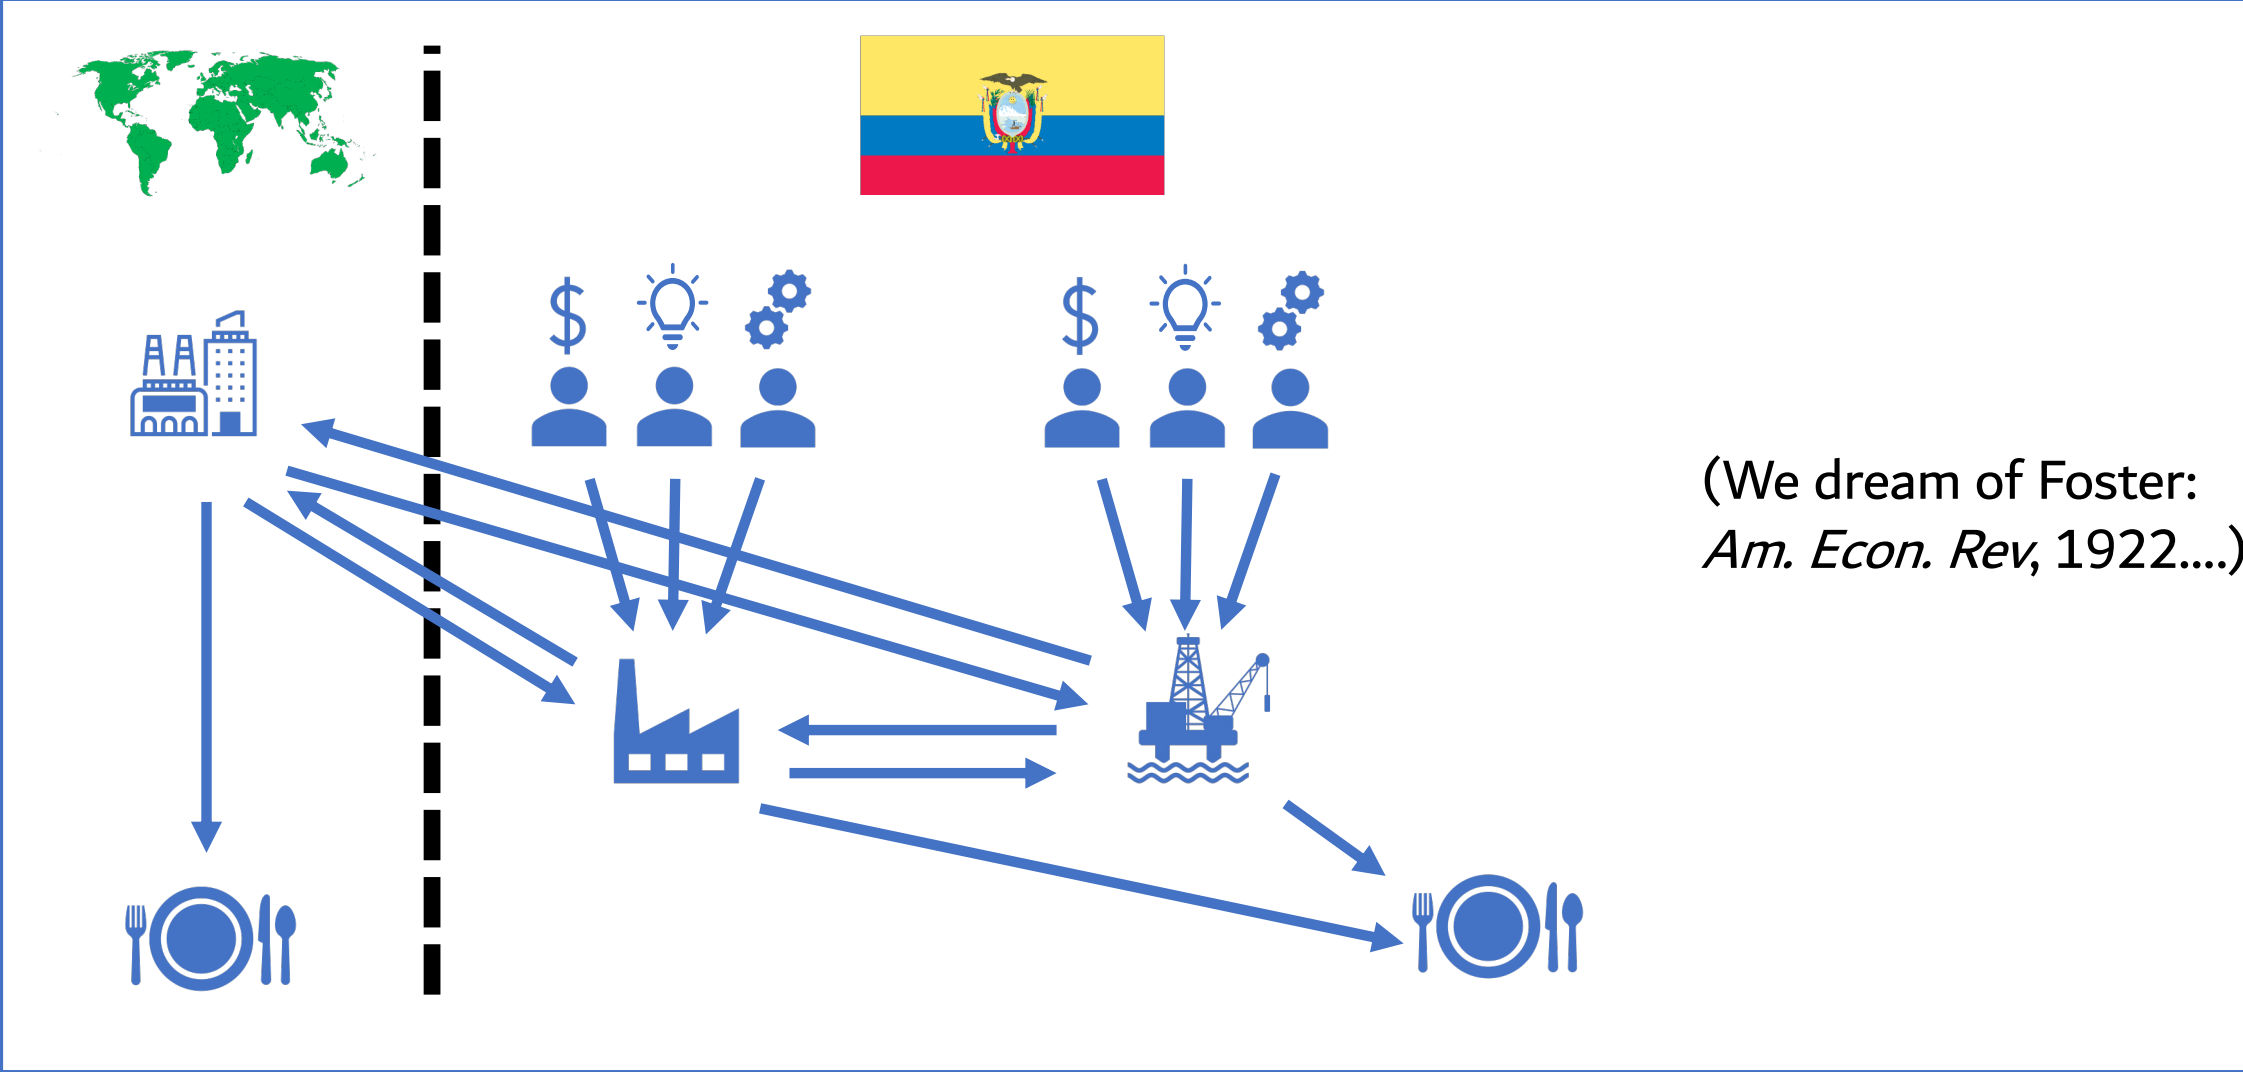 $
$
(We dream of Foster:
Am. Econ. Rev, 1922....)